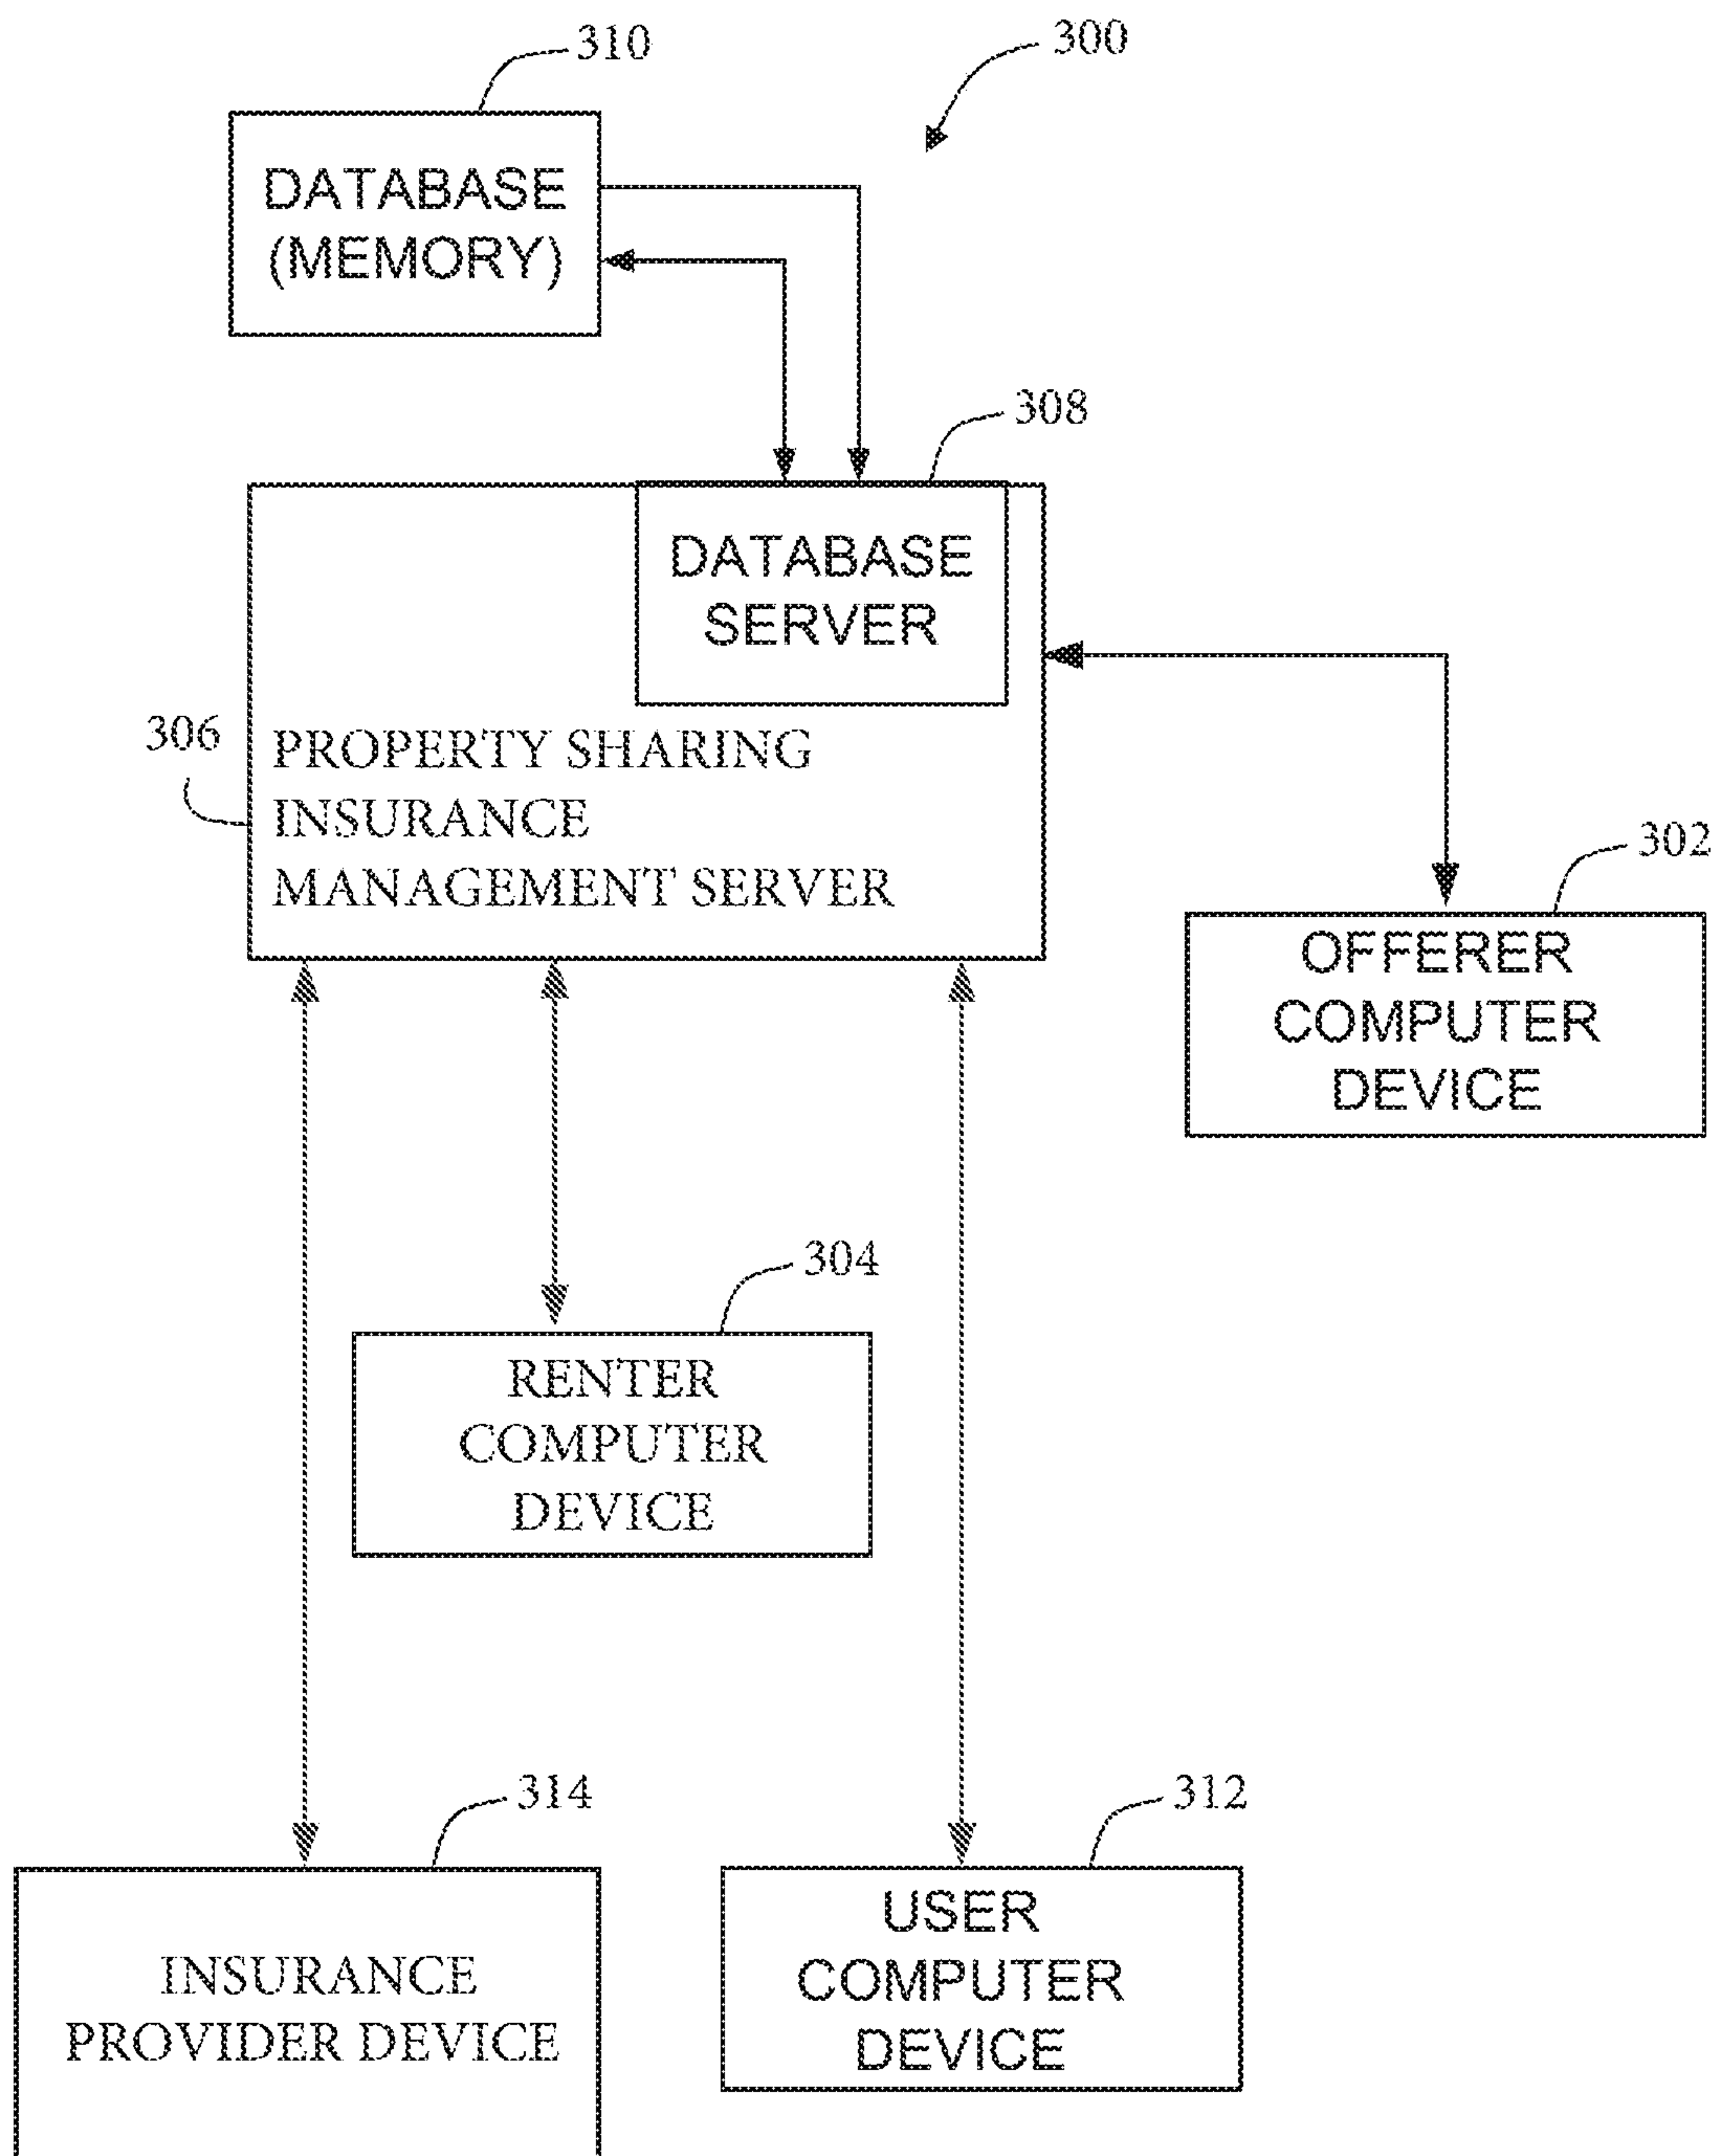 310
300
DATABASE
(MEMORY)
308
DATABASE
SERVER
306
PROPERTY SHARING
INSURANCE
MANAGEMENT SERVER
302
OFFERER
COMPUTER
DEVICE
304
RENTER
COMPUTER
DEVICE
314
312
INSURANCE
PROVIDER DEVICE
USER
COMPUTER
DEVICE